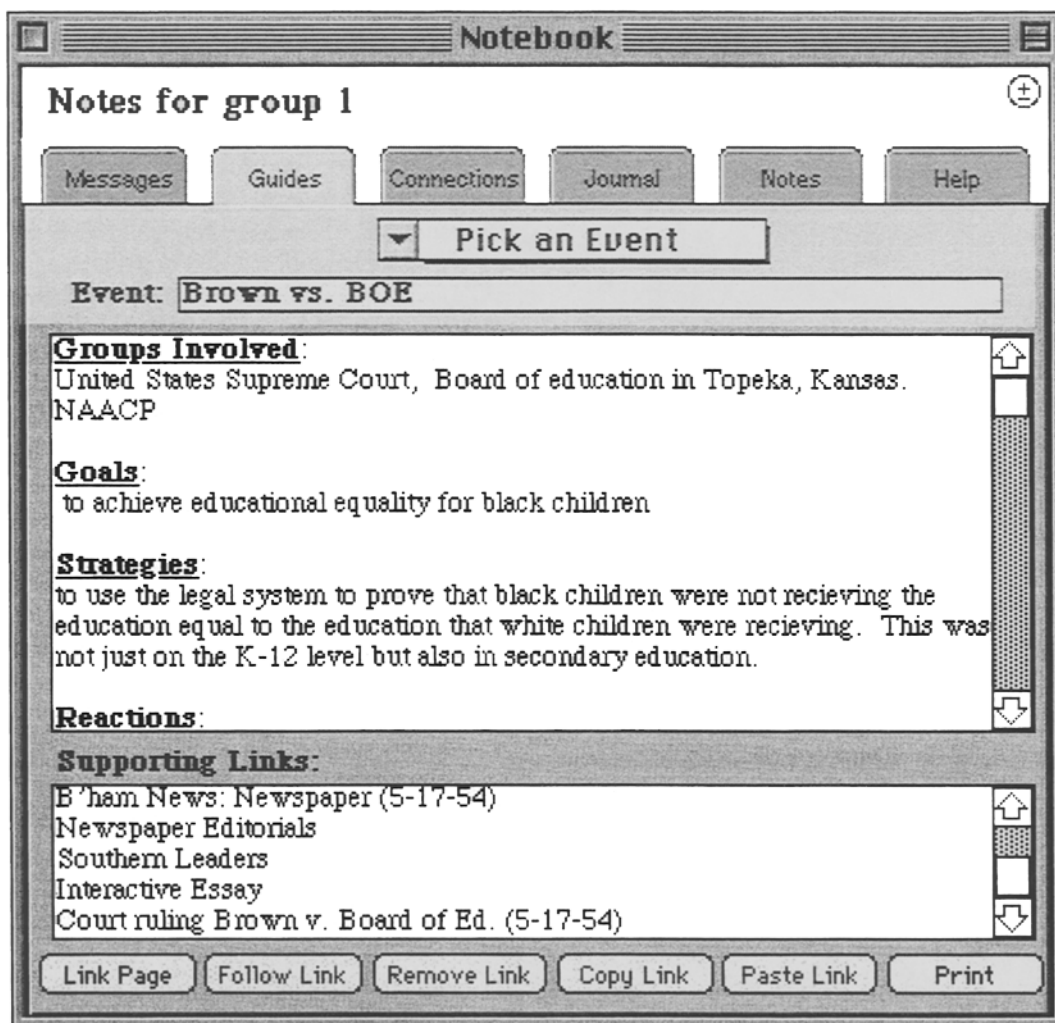 Notebook
Notes for group 1
Messages Guides Connections Journal Notes Help
Pick an Event
Event: Brown vs. BOE
Groups Involved:
United States Supreme Court, Board of education in Topeka, Kansas.
NAACP
Goals:
to achieve educational equality for black children
Strategies:
to use the legal system to prove that black children were not recieving the
education equal to the education that white children were recieving. This was
not just on the K-12 level but also in secondary education.
Reactions:
Supporting Links:
B'ham News: Newspaper (5-17-54)
Newspaper Editorials
Southern Leaders
Interactive Essay
Court ruling Brown v. Board of Ed. (5-17-54)
Link Page Follow Link Remove Link Copy Link Paste Link Print